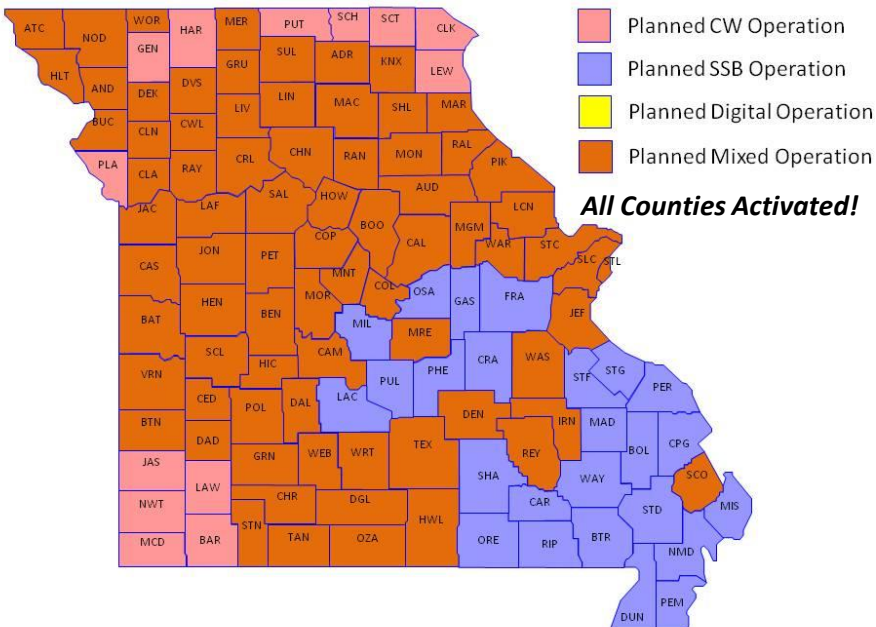 Planned CW Operation
Planned SSB Operation
Planned Digital Operation
Planned Mixed Operation
All Counties Activated!
ATC
NOD
WOR
HAR
MER
PUT
SCH
SCT
CLK
GEN
HLT
AND
DEK
DVS
GRU
SUL
ADR
KNX
LEW
BUC
CLN
CWL
LIV
LIN
MAC
SHL
MAR
PLA
CLA
RAY
CRL
CHN
RAN
MON
RAL
PIK
JAC
LAF
SAL
HOW
BOO
AUD
LCN
CAS
JON
PET
COP
CAL
MGM
WAR
STC
SLC
STL
MNT
COL
OSA
GAS
FRA
JEF
BAT
HEN
BEN
MOR
MIL
MRE
VRN
SCL
HIC
CAM
PUL
PHE
CRA
WAS
STF
STG
PER
BTN
CED
POL
DAL
LAC
DEN
IRN
MAD
BOL
CPG
DAD
JAS
GRN
WEB
WRT
TEX
REY
SCO
NWT
LAW
CHR
DGL
SHA
CAR
WAY
STD
MIS
MCD
BAR
STN
TAN
OZA
HWL
ORE
RIP
BTR
NMD
DUN
PEM